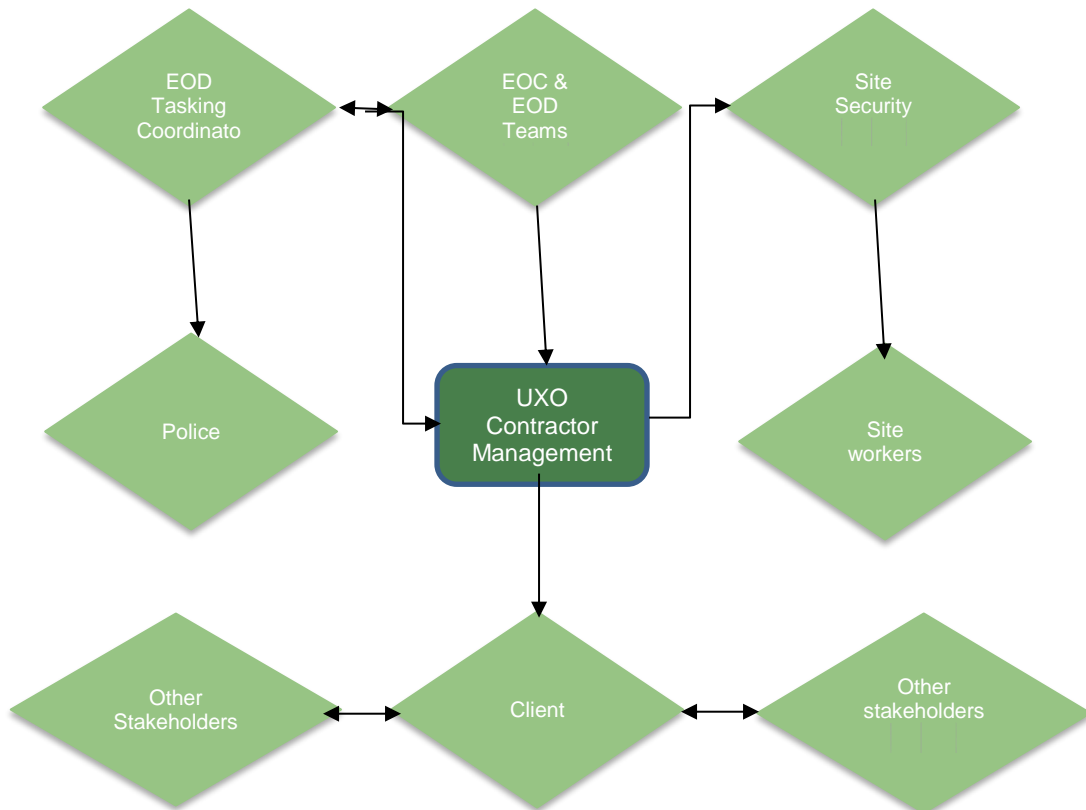 EOD
Tasking
Coordinato
EOC &
EOD
Teams
Site
Security
Police
UXO
Contractor
Management
Site
workers
Other
Stakeholders
Client
Other
stakeholders